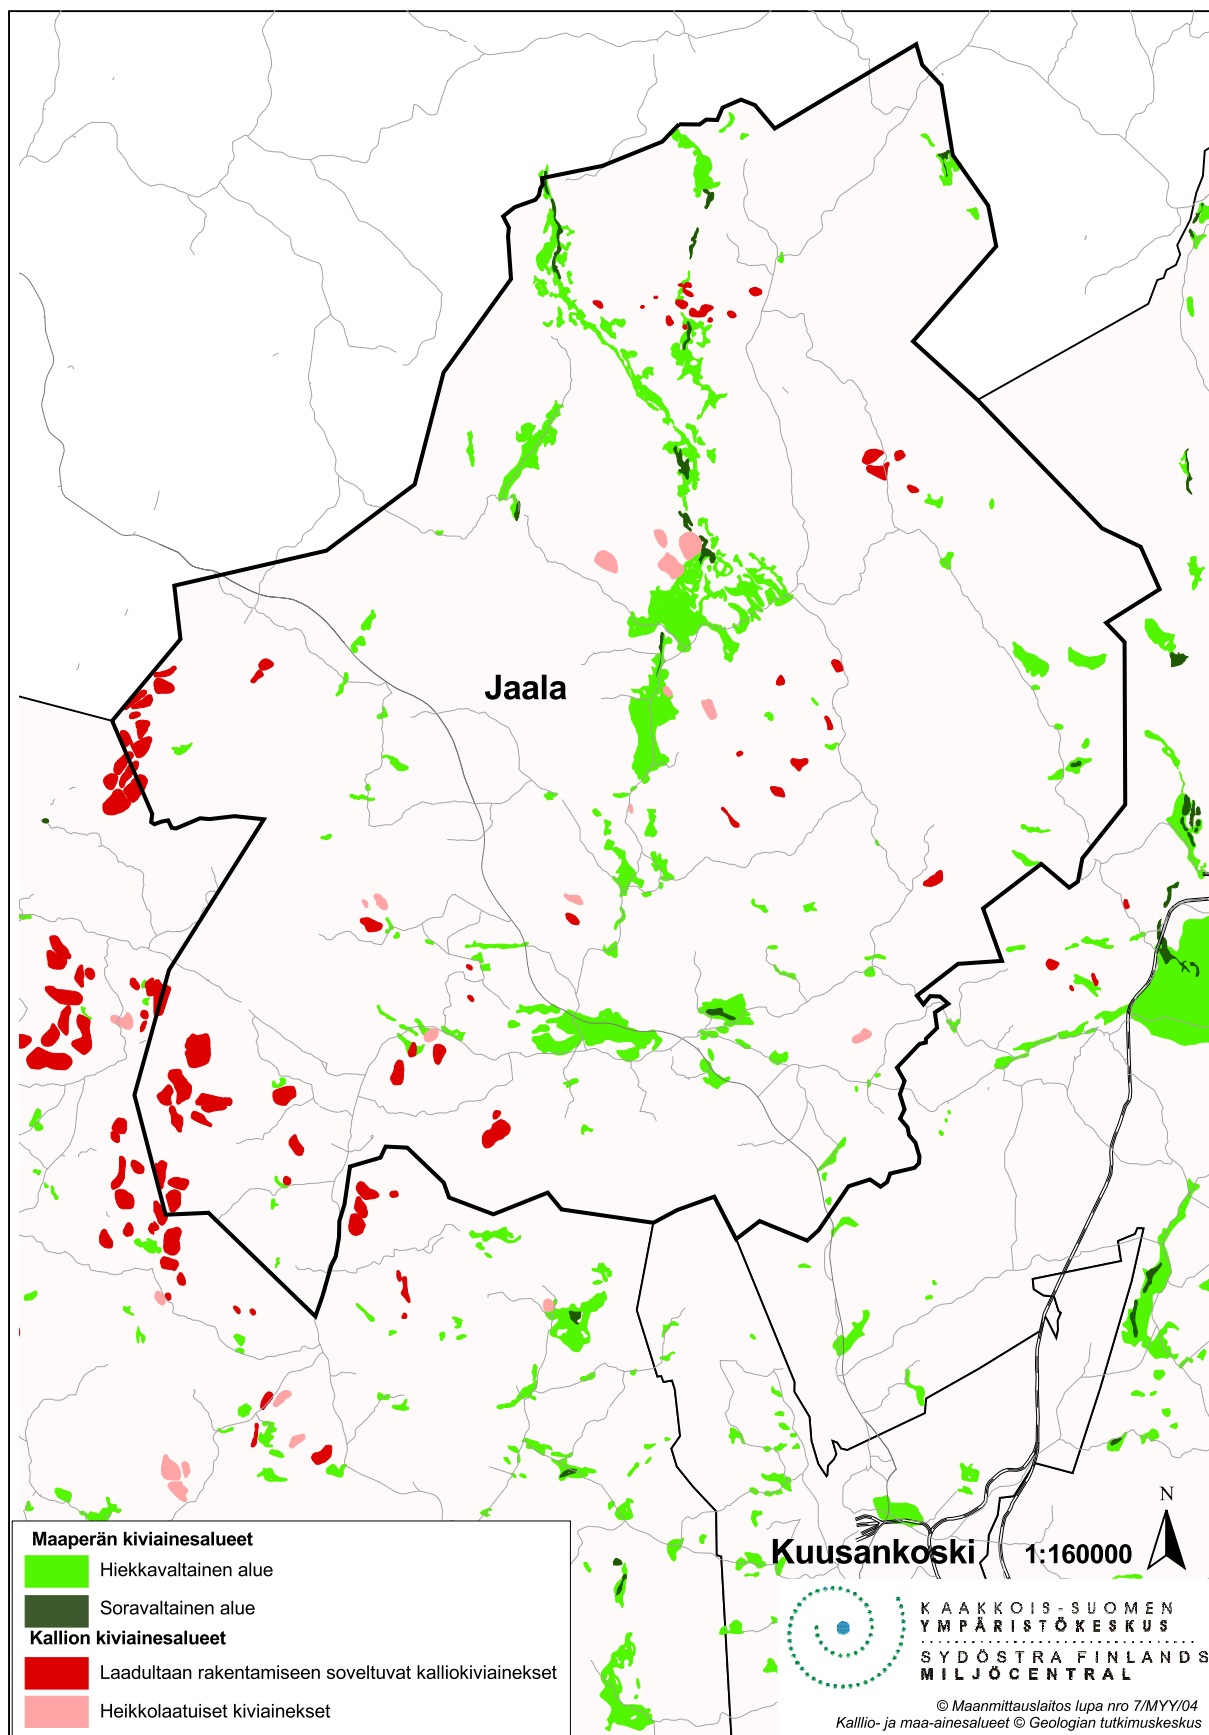 Jaala
Kuusankoski
1:160000
N
Maaperän kiviainesalueet
Hiekkavaltainen alue
Soravaltainen alue
Kallion kiviainesalueet
Laadultaan rakentamiseen soveltuvat kalliokiviainekset
Heikkolaatuiset kiviainekset
KAAKKOIS-SUOMEN
YMPÄRISTÖKESKUS
SYDÖSTRA FINLANDS
MILJÖCENTRAL
© Maanmittauslaitos lupa nro 7/MYY/04
Kalllio- ja maa-ainesalueet © Geologian tutkimuskeskus